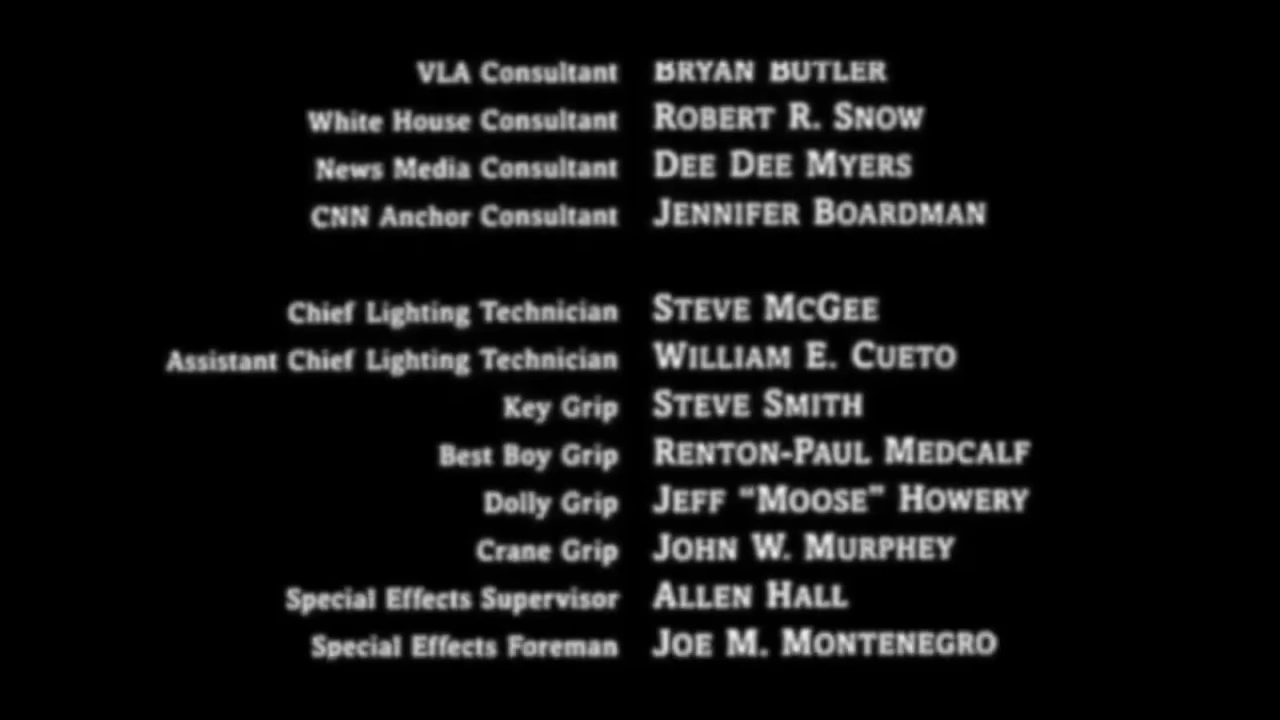 VLA Consultant BRYAN BUTLER
White House Consultant ROBERT R. SNOW
News Media Consultant DEE DEE MYERS
CNN Anchor Consultant JENNIFER BOARDMAN
Chief Lighting Technician STEVE MCGEE
Assistant Chief Lighting Technician WILLIAM E. CUETO
Key Grip STEVE SMITH
Best Boy Grip RENTON-PAUL MEDCALF
Dolly Grip JEFF “MOOSE” HOWERY
Crane Grip JOHN W. MURPHEY
Special Effects Supervisor ALLEN HALL
Special Effects Foreman JOE M. MONTENEGRO